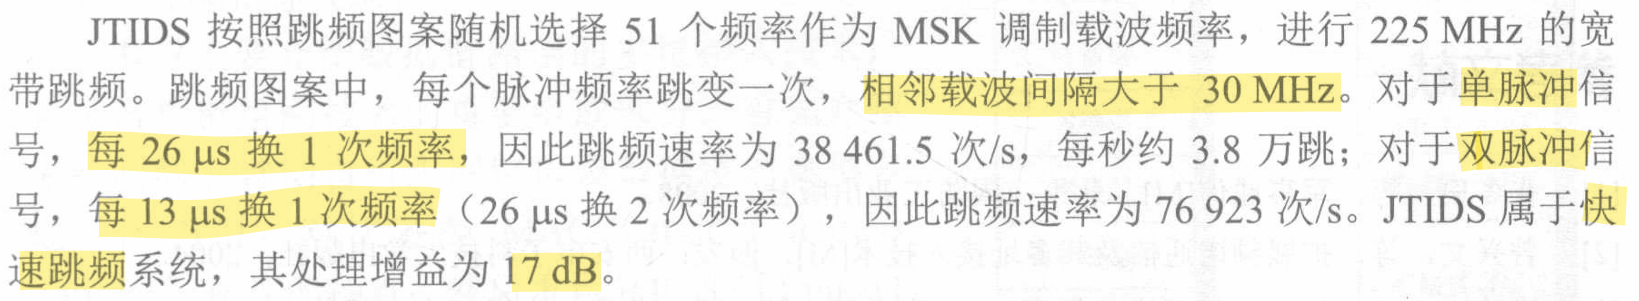 JTIDS 按照跳频图案随机选择 51 个频率作为 MSK 调制载波频率，进行 225 MHz 的宽
带跳频。跳频图案中，每个脉冲频率跳变一次，相邻载波间隔大于 30 MHz。对于单脉冲信
号，每 26 μs 换 1 次频率，因此跳频速率为 38 461.5 次/s，每秒约 3.8 万跳；对于双脉冲信
号，每 13 μs 换 1 次频率（26 μs 换 2 次频率），因此跳频速率为 76 923 次/s。JTIDS 属于快
速跳频系统，其处理增益为 17 dB。